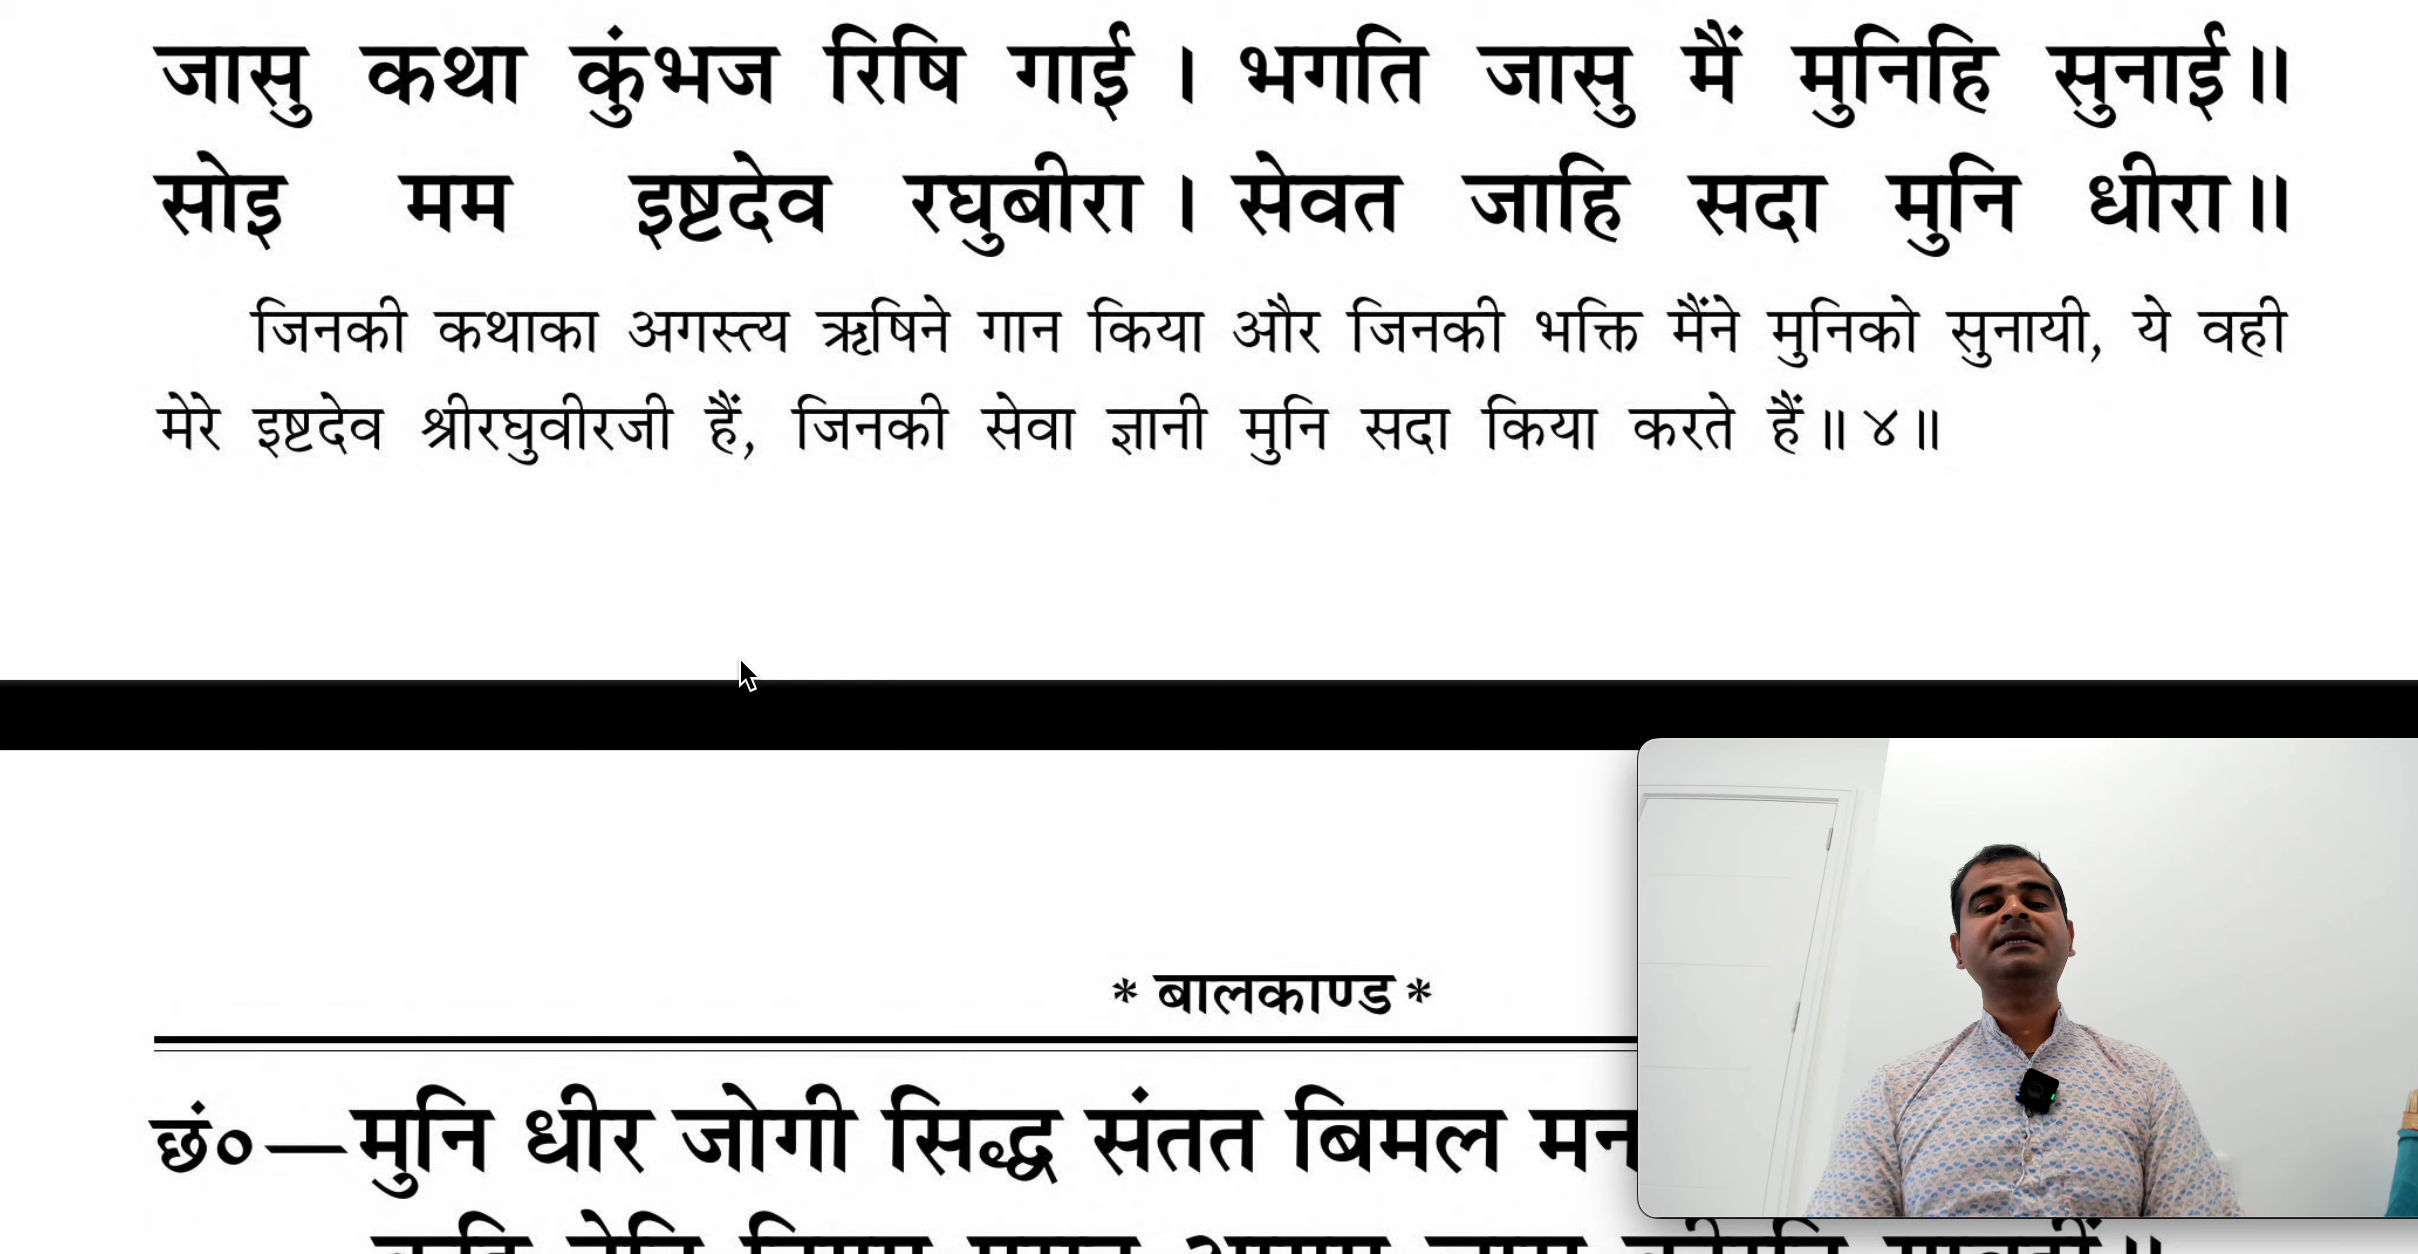 जासु कथा कुंभज रिषि गाई । भगति जासु मैं मुनिहि सुनाई॥
सोइ मम इष्टदेव रघुबीरा । सेवत जाहि सदा मुनि धीरा॥
जिनकी कथाका अगस्त्य ऋषिने गान किया और जिनकी भक्ति मैंने मुनिको सुनायी, ये वही
मेरे इष्टदेव श्रीरघुवीरजी हैं, जिनकी सेवा ज्ञानी मुनि सदा किया करते हैं॥ ४॥
* बालकाण्ड *
छं०—मुनि धीर जोगी सिद्ध संतत बिमल मन